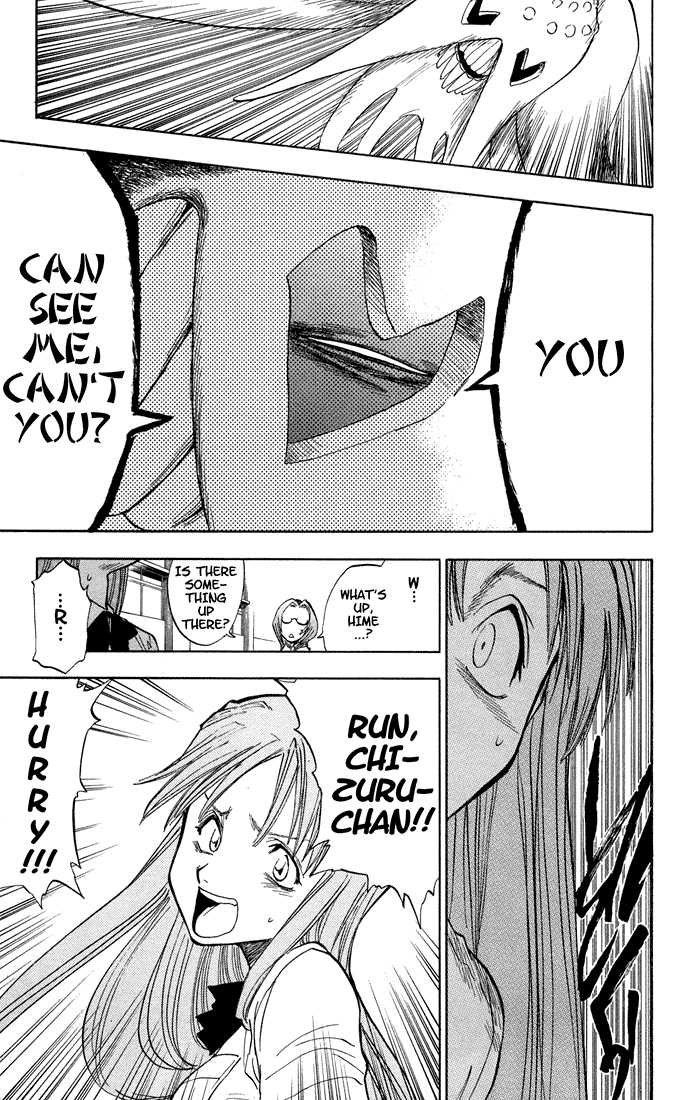 YOU
CAN
SEE
ME,
CAN'T
YOU?
W...
WHAT'S
UP,
HIME
...?
IS THERE
SOME-
THING
UP
THERE?
...R...
RUN,
CHI-
ZURU-
CHAN!!
HURRY!!!